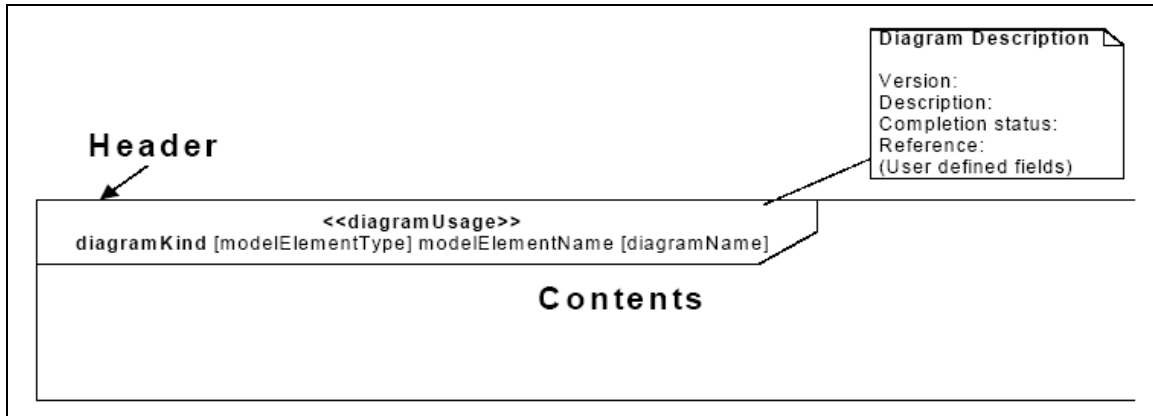 Diagram Description
Version:
Description:
Completion status:
Reference:
(User defined fields)
Header
<<diagramUsage>>
diagramKind [modelElementType] modelElementName [diagramName]
Contents